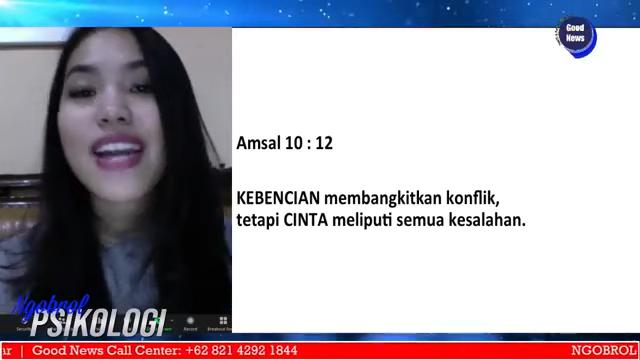 Good
News
Amsal 10 : 12
KEBENCIAN membangkitkan konflik,
tetapi CINTA meliputi semua kesalahan.
Ngobrol
PSIKOLOGI
Record
ar | Good News Call Center: +62 821 4292 1844
NGOBROL